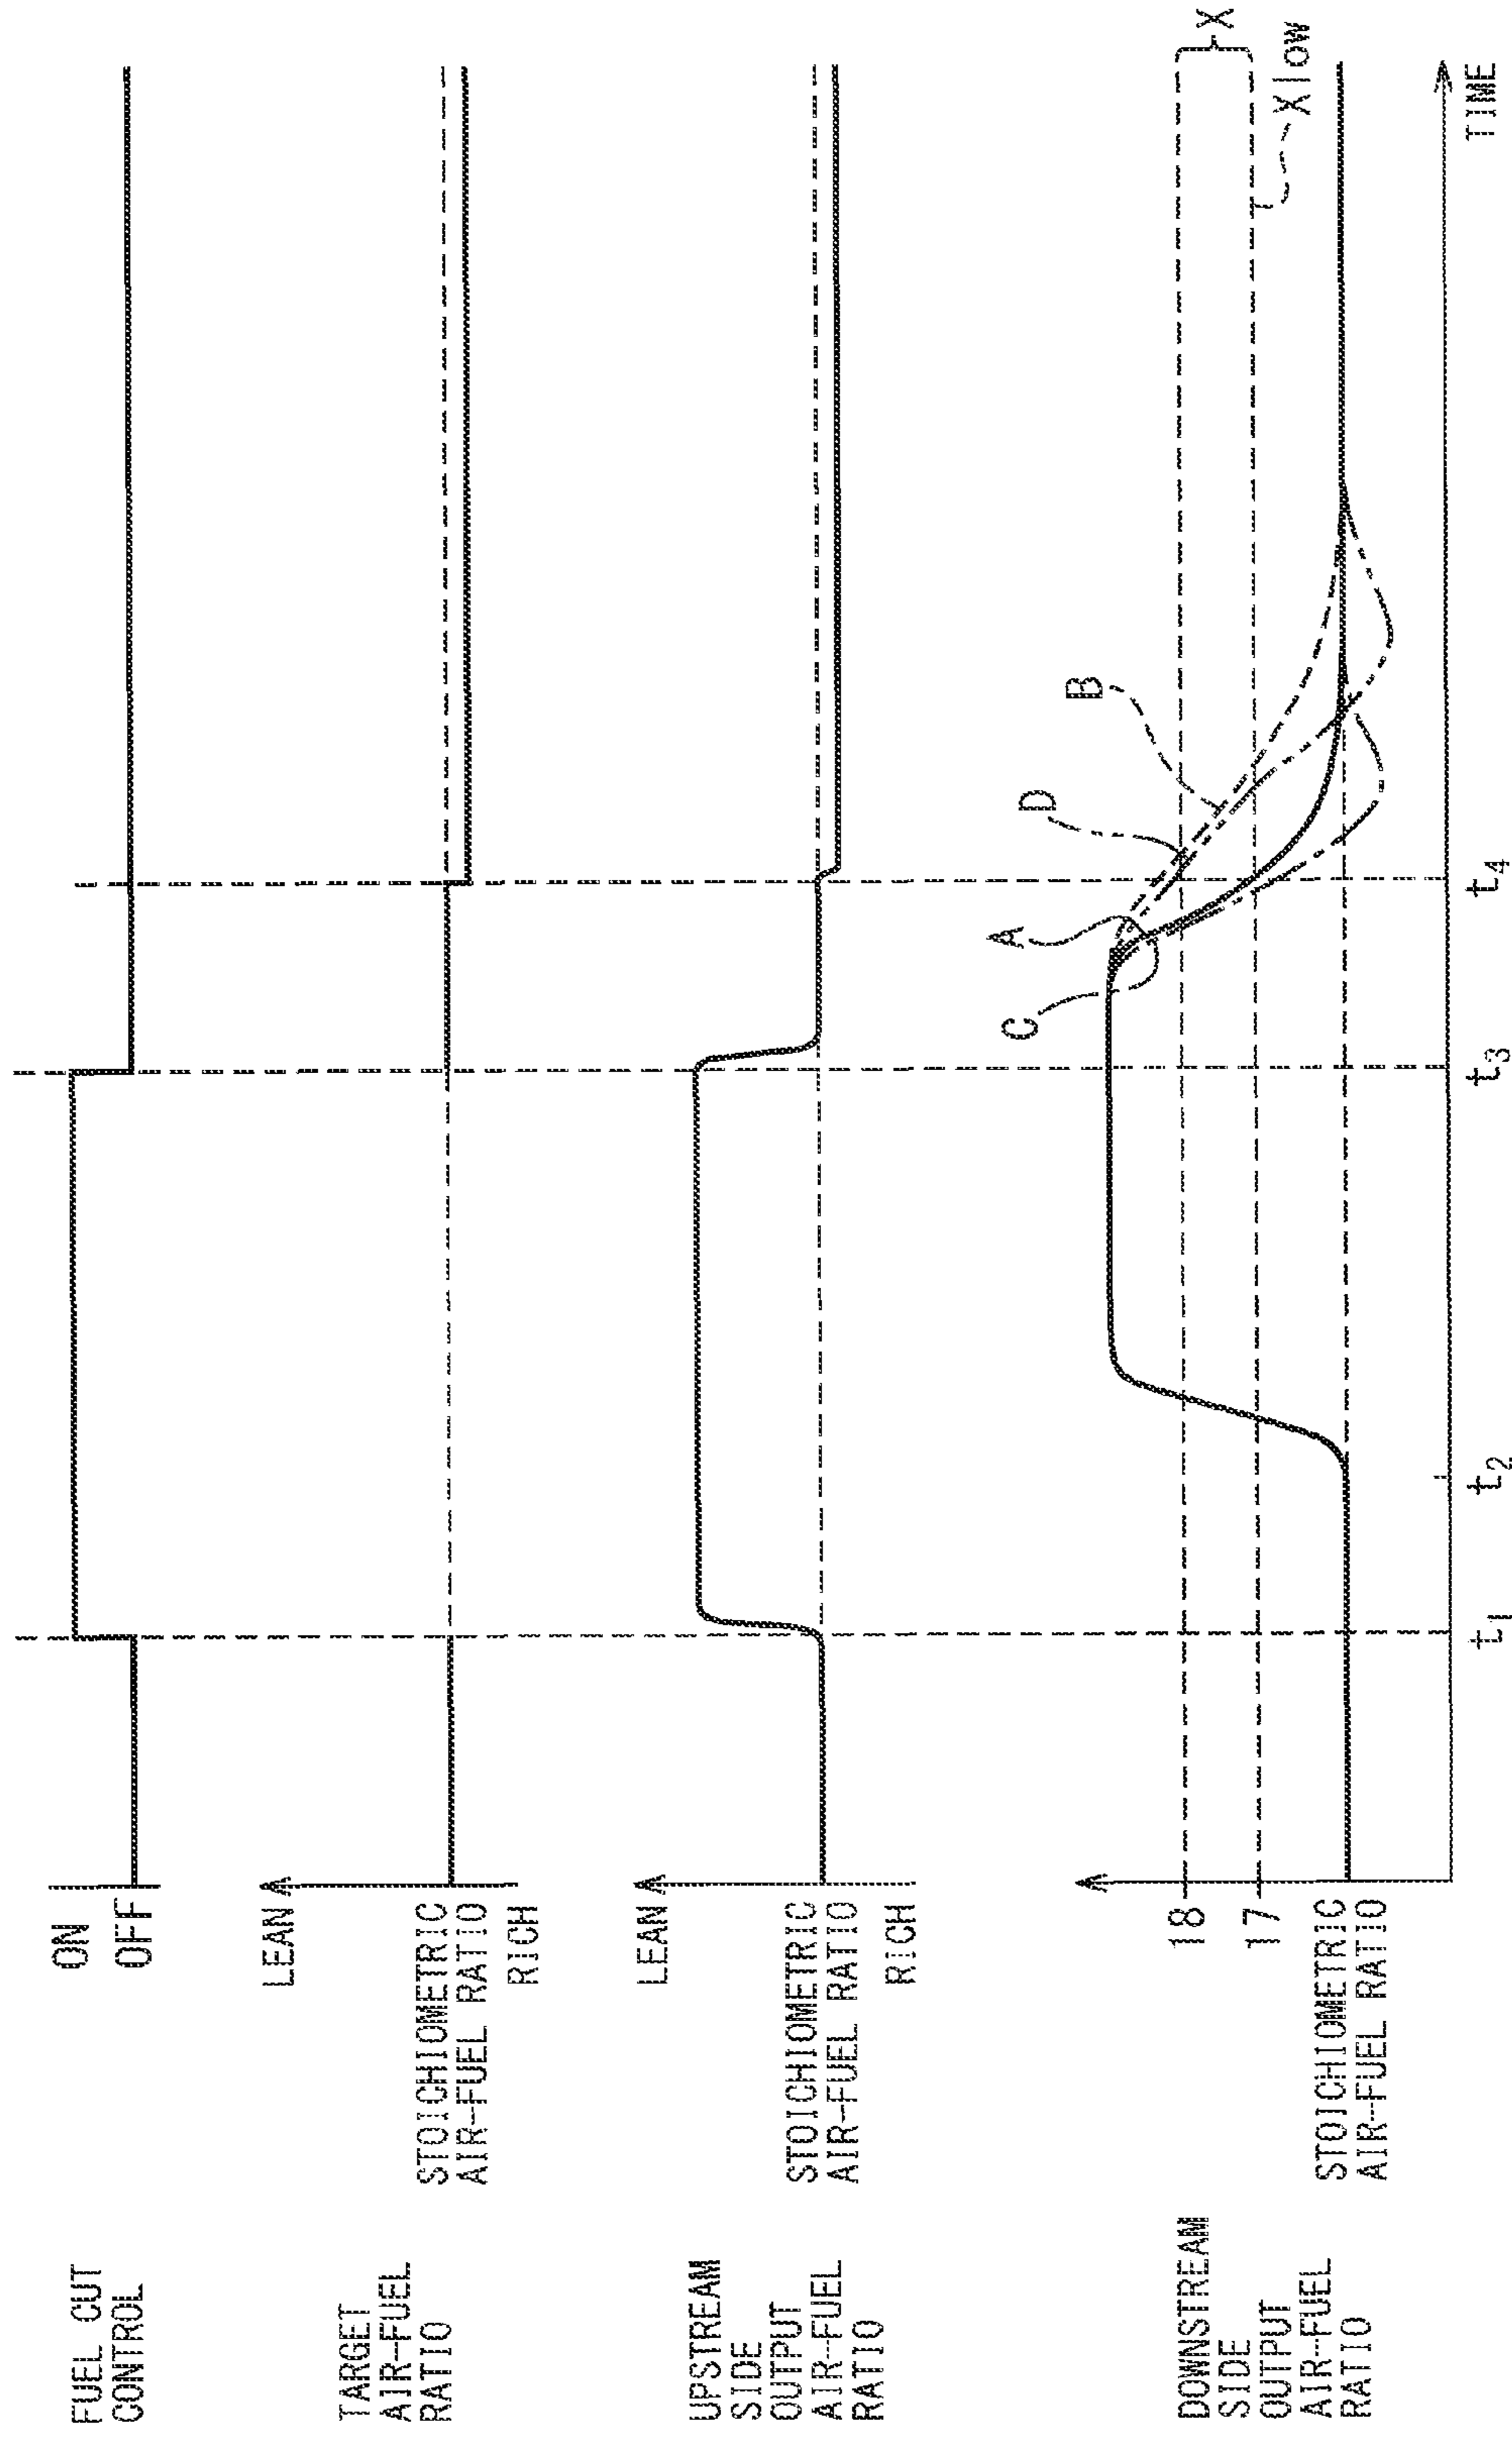 FUEL CUT
CONTROL
ON
OFF
TARGET
AIR-FUEL
RATIO
LEAN
STOICHIOMETRIC
AIR-FUEL RATIO
RICH
UPSTREAM
SIDE
OUTPUT
AIR-FUEL
RATIO
LEAN
STOICHIOMETRIC
AIR-FUEL RATIO
RICH
DOWNSTREAM
SIDE
OUTPUT
AIR-FUEL
RATIO
18
17
STOICHIOMETRIC
AIR-FUEL RATIO
C
A
D
B
X
Xlow
t1
t2
t3
t4
TIME